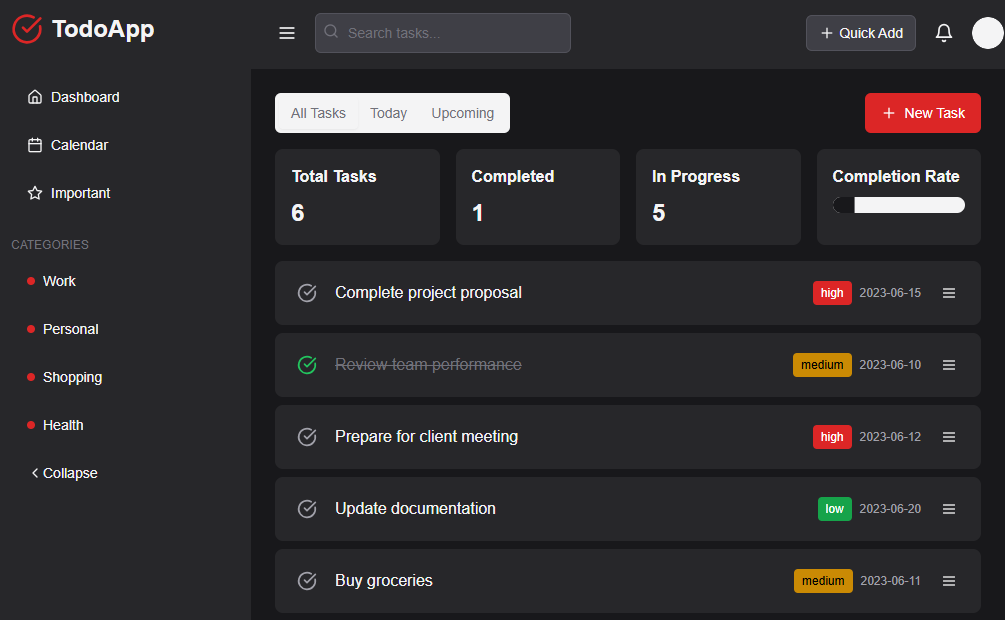 TodoApp
Search tasks...
Quick Add
Dashboard
Calendar
Important
CATEGORIES
Work
Personal
Shopping
Health
Collapse
All Tasks Today Upcoming
New Task
Total Tasks
6
Completed
1
In Progress
5
Completion Rate
Complete project proposal high 2023-06-15
Review team performance medium 2023-06-10
Prepare for client meeting high 2023-06-12
Update documentation low 2023-06-20
Buy groceries medium 2023-06-11